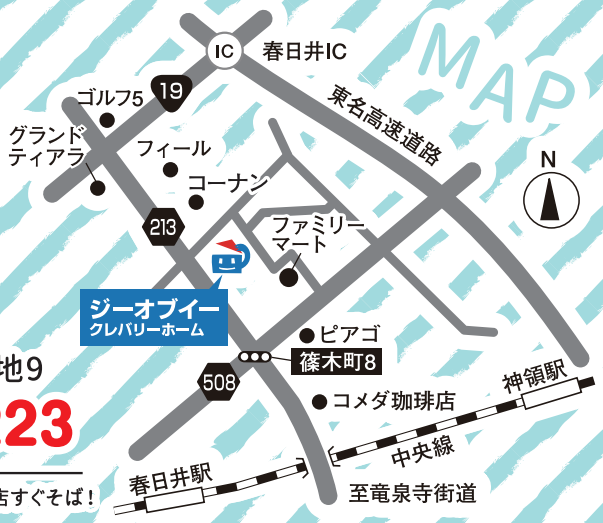 MAP
IC
春日井IC
19
ゴルフ5
東名高速道路
グランド
ティアラ
フィール
コーナン
N
213
ファミリー
マート
ジーオブイー
クレバリーホーム
ピアゴ
篠木町8
508
コメダ珈琲店
神領駅
中央線
春日井駅
至竜泉寺街道
地9
223
店すぐそば!